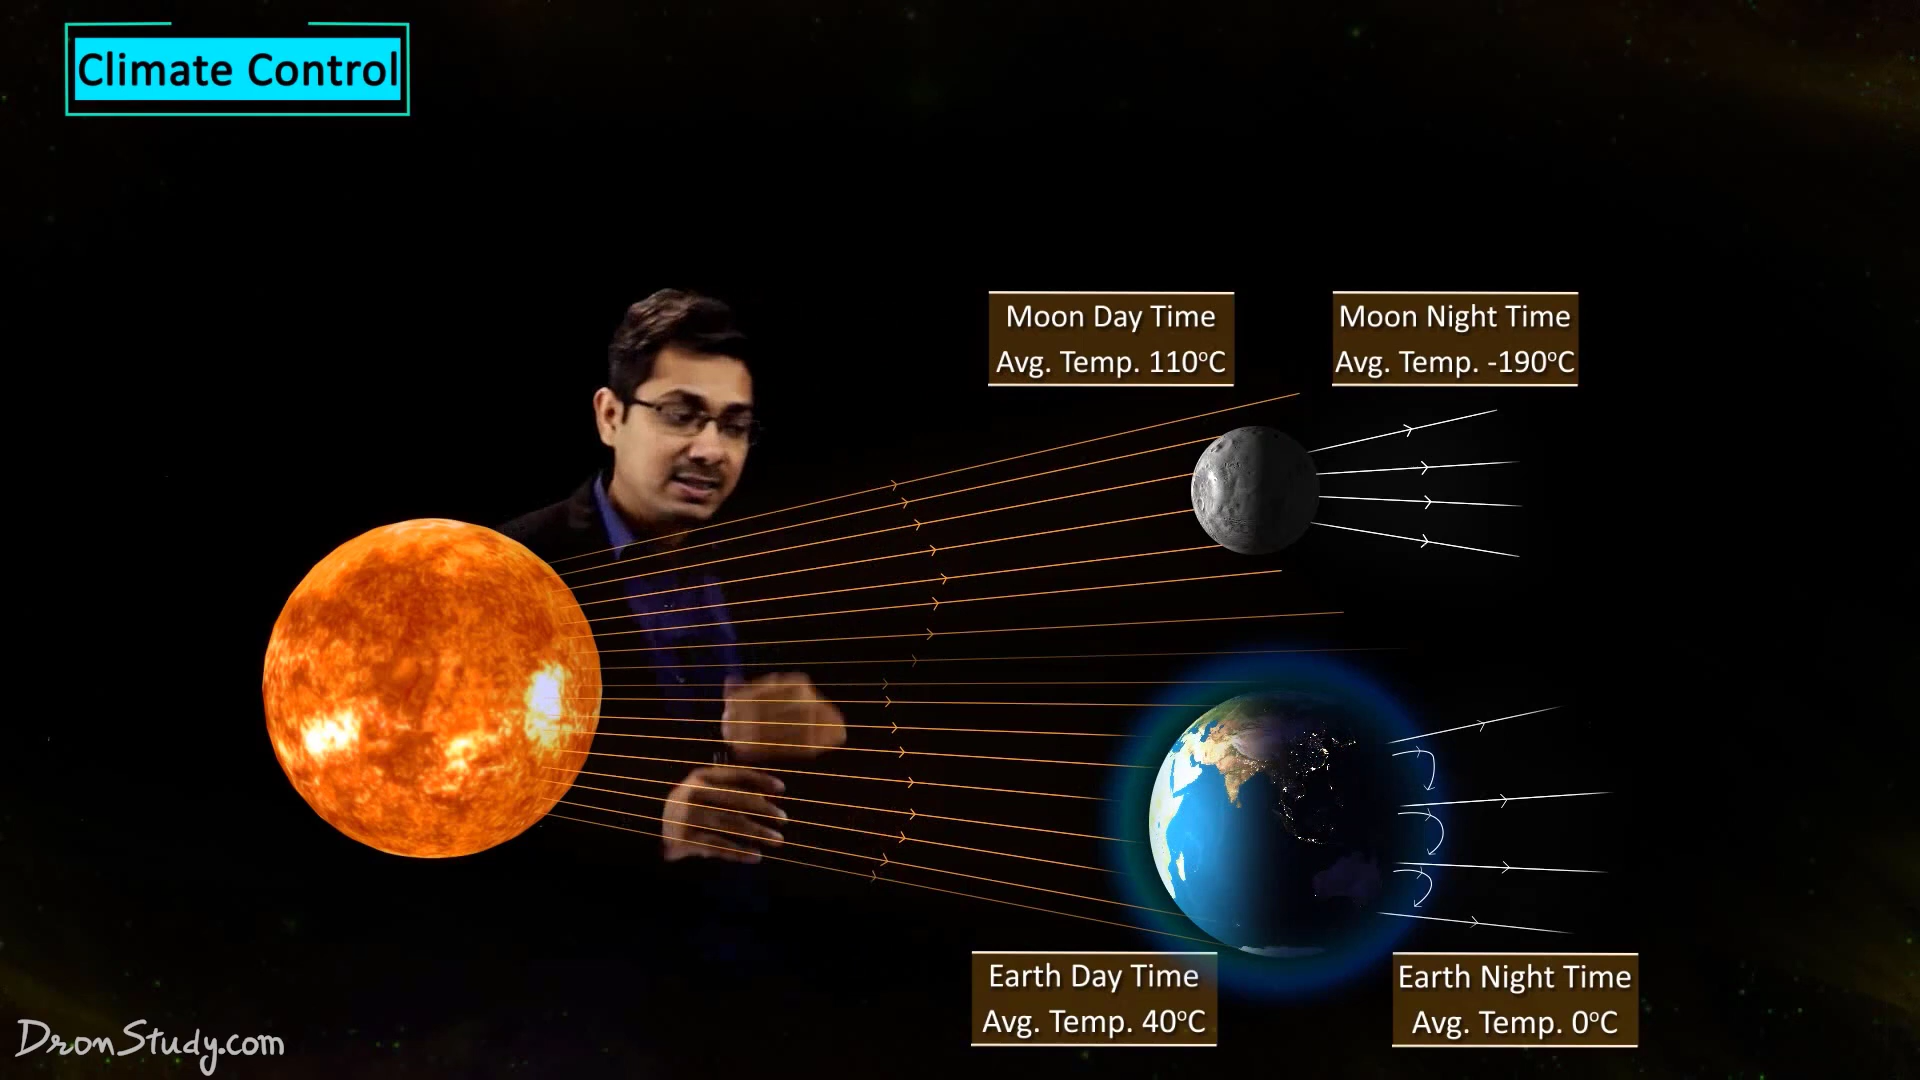 Climate Control
Moon Day Time
Avg. Temp. 110°C
Moon Night Time
Avg. Temp. -190°C
Earth Day Time
Avg. Temp. 40°C
Earth Night Time
Avg. Temp. 0°C
DronStudy.com